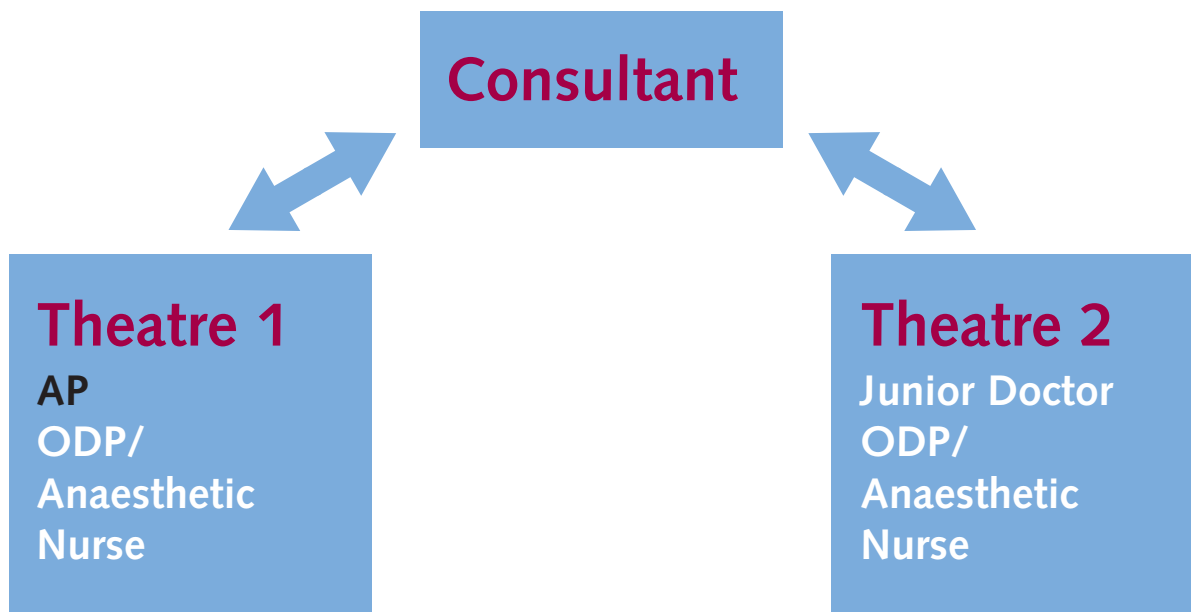 Consultant
Theatre 1
AP
ODP/
Anaesthetic
Nurse
Theatre 2
Junior Doctor
ODP/
Anaesthetic
Nurse